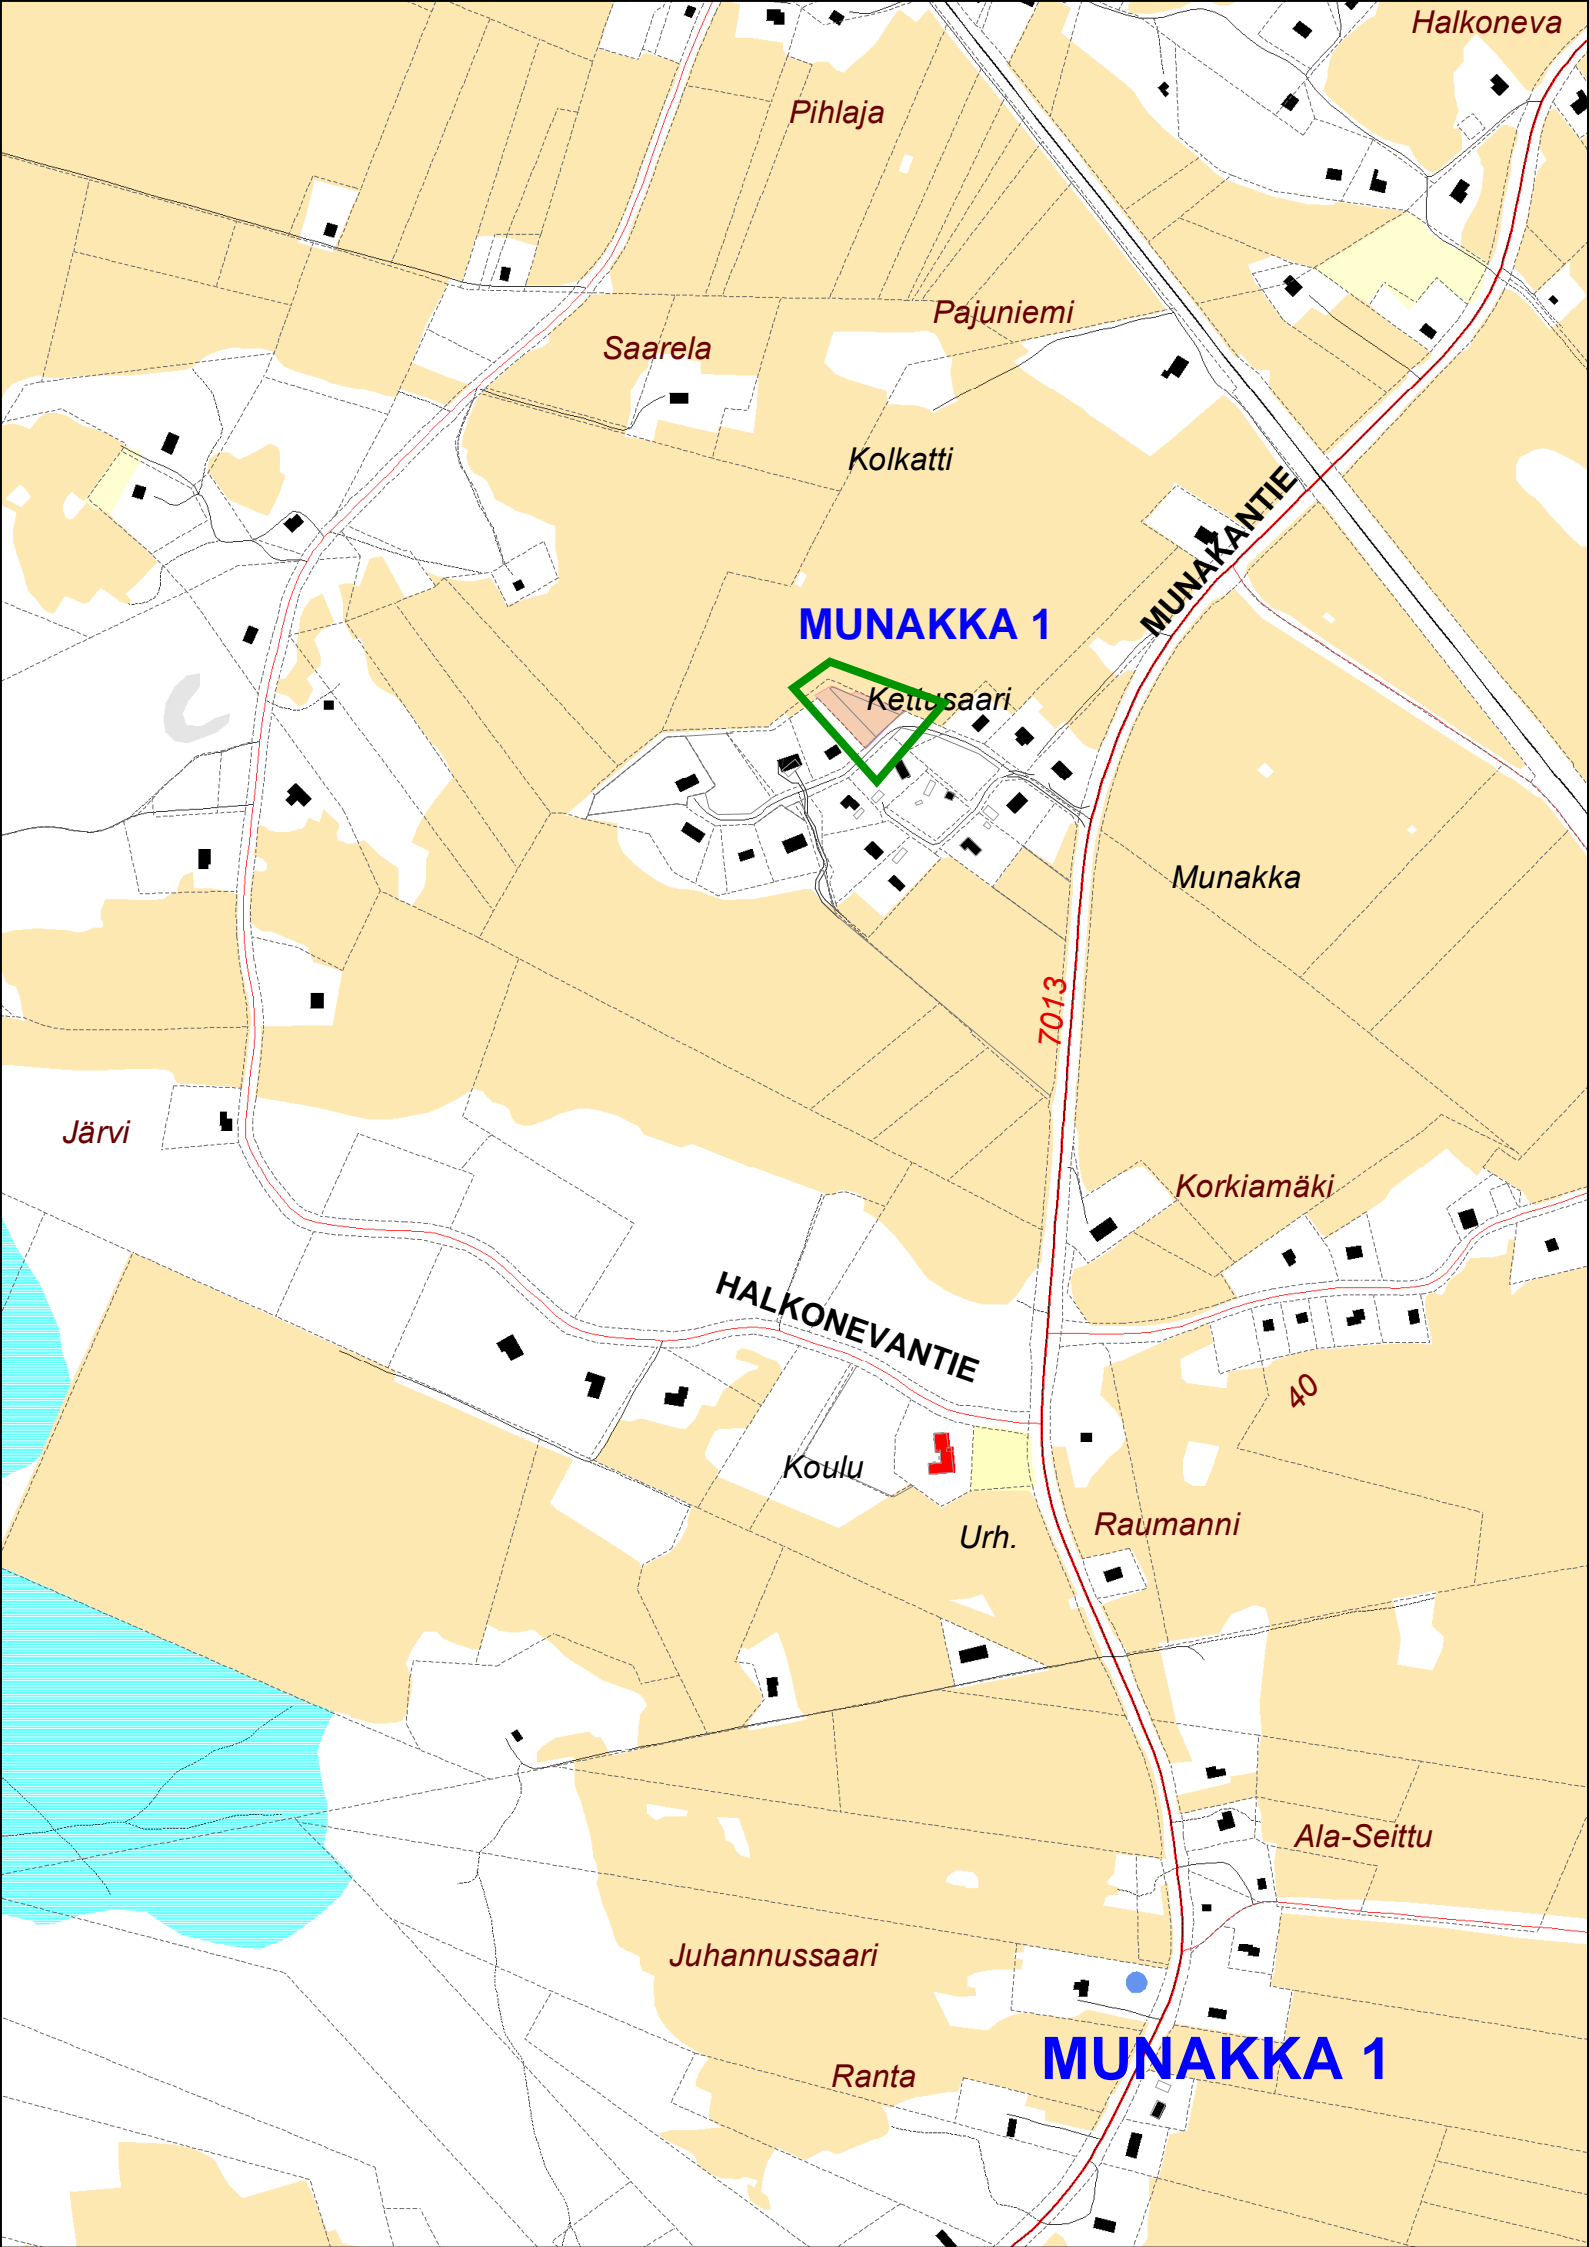 Halkoneva
Pihlaja
Pajuniemi
Saarela
Kolkatti
MUNAKANTIE
MUNAKKA 1
Kettusaari
Munakka
7013
Järvi
Korkiamäki
HALKONEVANTIE
40
Koulu
Raumanni
Urh.
Ala-Seittu
Juhannussaari
MUNAKKA 1
Ranta